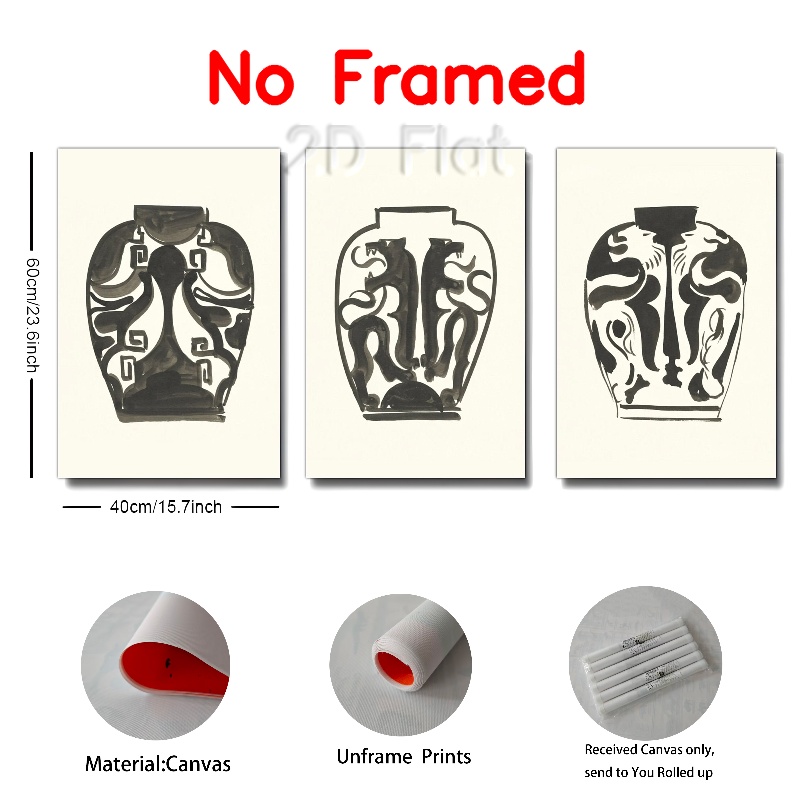 No Framed
2D Flat
60cm/23.6inch
40cm/15.7inch
Material:Canvas
Unframe Prints
Received Canvas only,
send to You Rolled up